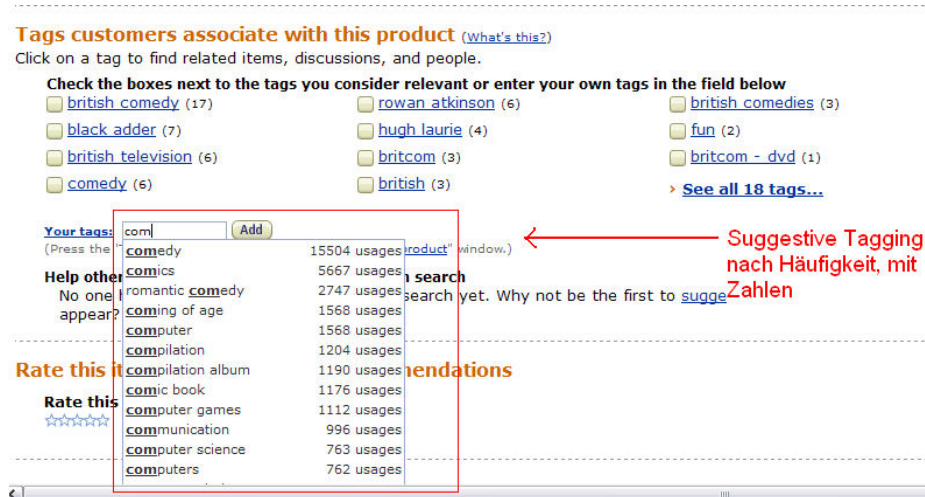 Tags customers associate with this product (What's this?)
Click on a tag to find related items, discussions, and people.
Check the boxes next to the tags you consider relevant or enter your own tags in the field below
british comedy (17) rowan atkinson (6) british comedies (3)
black adder (7) hugh laurie (4) fun (2)
british television (6) britcom (3) britcom - dvd (1)
comedy (6) british (3) › See all 18 tags...
Your tags: com Add
(Press the " product" window.)
comedy 15504 usages
comics 5667 usages
romantic comedy 2747 usages
coming of age 1568 usages
computer 1568 usages
compilation 1204 usages
compilation album 1190 usages
comic book 1176 usages
computer games 1112 usages
communication 996 usages
computer science 763 usages
computers 762 usages
Suggestive Tagging
nach Häufigkeit, mit
Zahlen
Help other search
No one search yet. Why not be the first to sugge
appear?
Rate this it mendations
Rate this